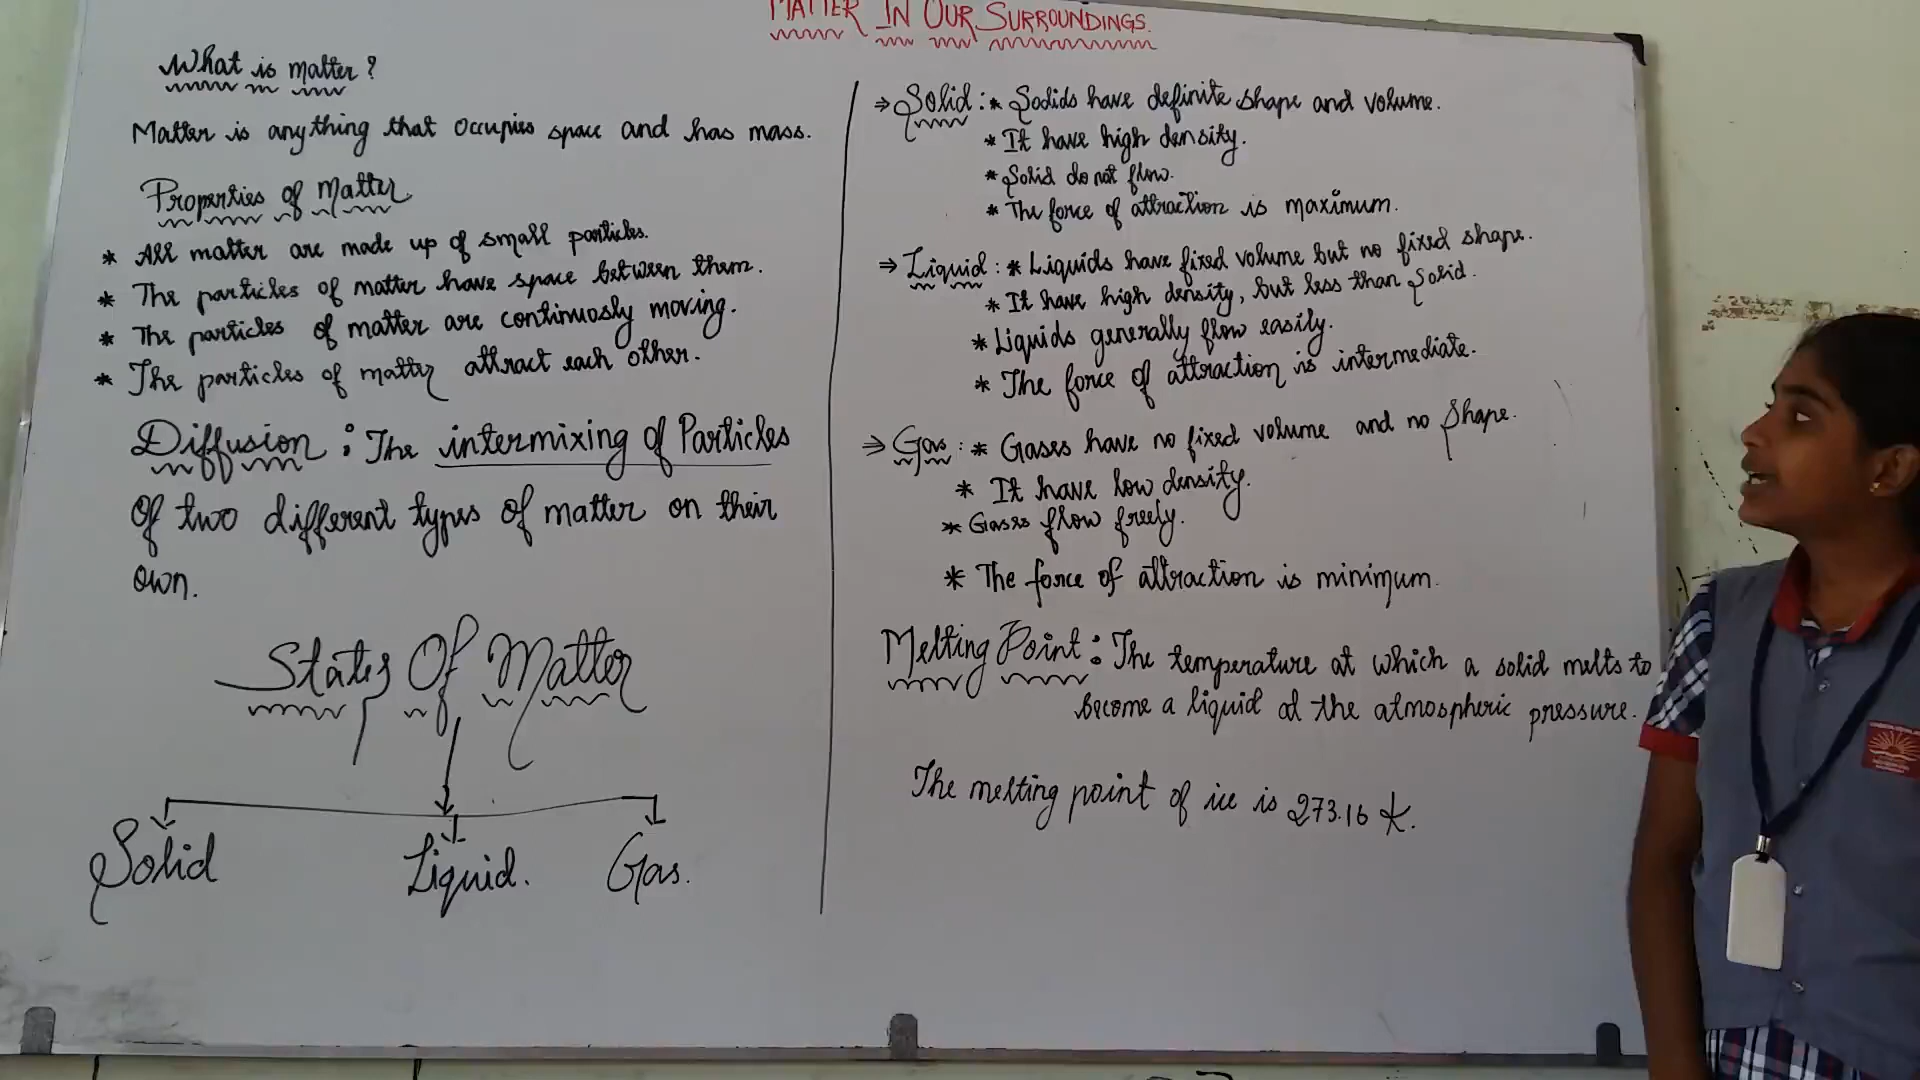 MATTER IN OUR SURROUNDINGS.
What is matter?
Matter is anything that occupies space and has mass.
Properties of Matter
* All matter are made up of small particles.
* The particles of matter have space between them.
* The particles of matter are continuosly moving.
* The particles of matter attract each other.
Diffusion : The intermixing of Particles
Of two different types of matter on their
own.
States Of Matter
Solid Liquid. Gas.
⇒ Solid : * Sodids have definite shape and volume.
* It have high density.
* Solid do not flow.
* The force of attraction is maximum.
⇒ Liquid : * Liquids have fixed volume but no fixed shape.
* It have high density, but less than Solid.
* Liquids generally flow easily.
* The force of attraction is intermediate.
⇒ Gas : * Gases have no fixed volume and no Shape.
* It have low density.
* Gases flow freely.
* The force of attraction is minimum.
Melting Point : The temperature at which a solid melts to
become a liquid at the atmospheric pressure.
The melting point of ice is 273.16 K.